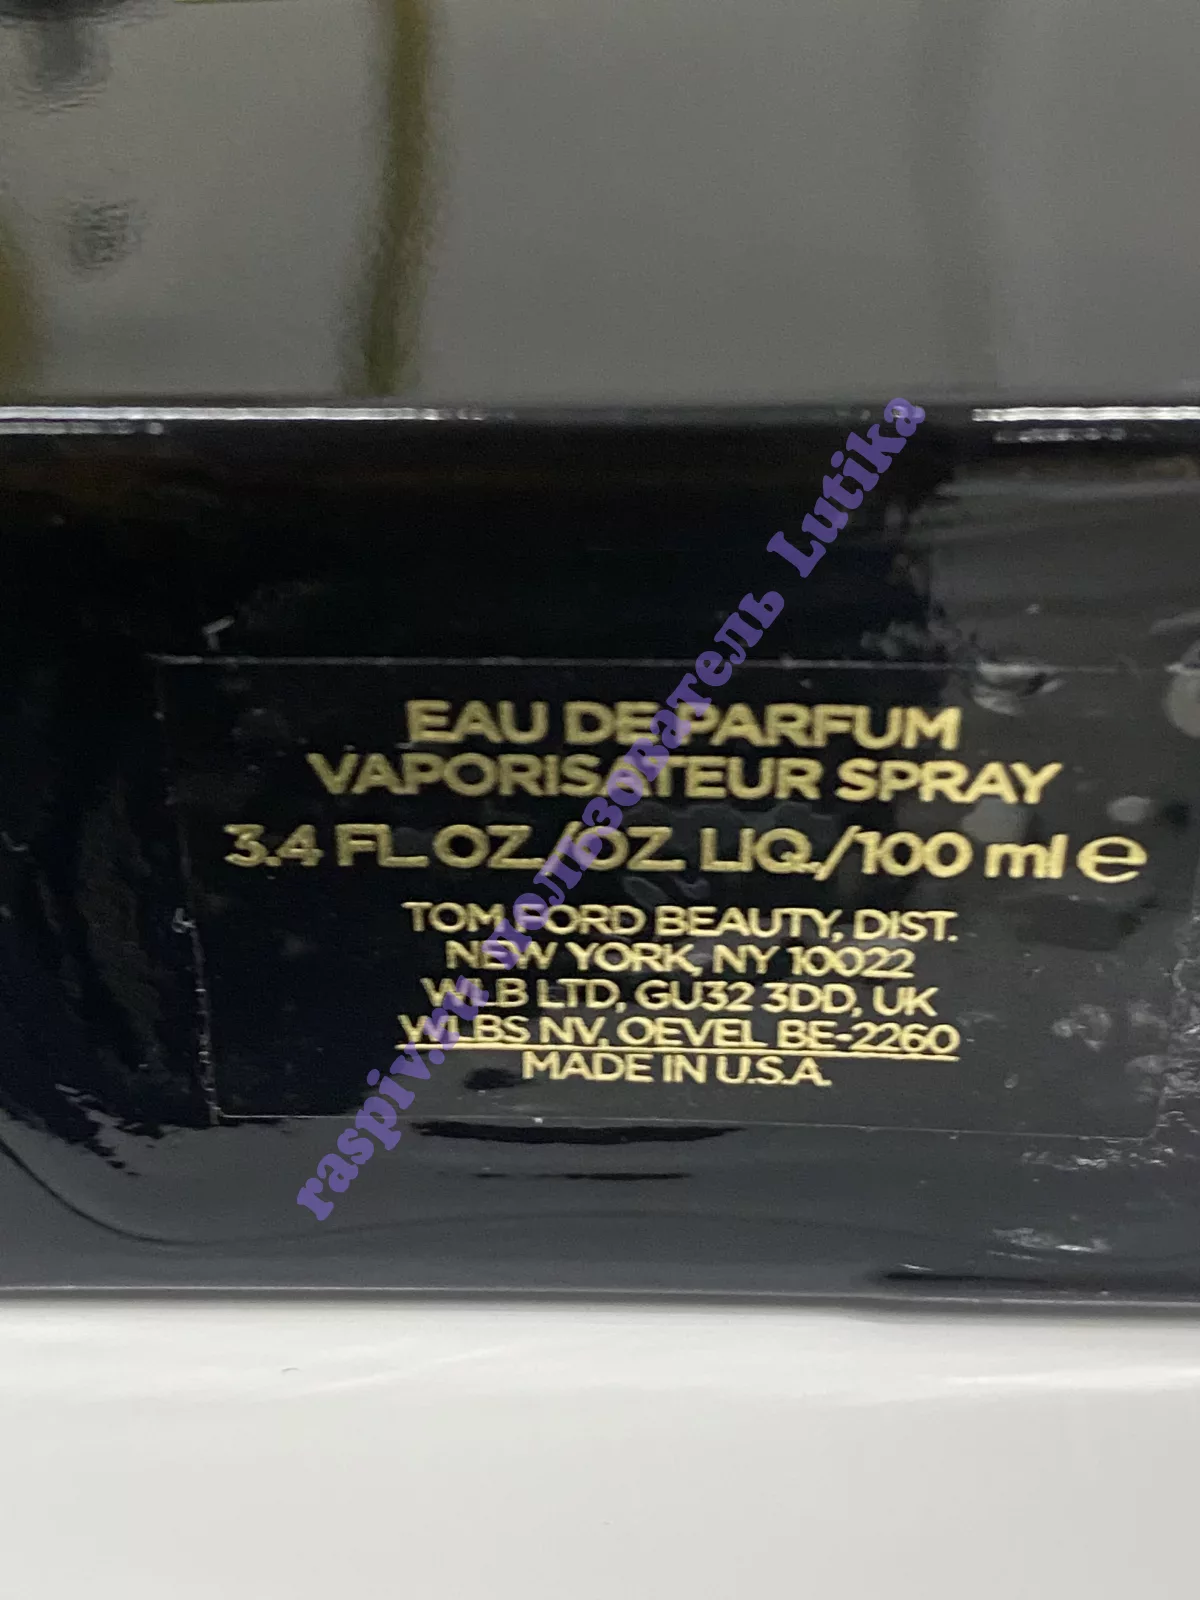 EAU DE PARFUM
VAPORISATEUR SPRAY
3.4 FL OZ./OZ. LIQ./100 ml e
TOM FORD BEAUTY, DIST.
NEW YORK, NY 10022
WLB LTD, GU32 3DD, UK
WLBS NV, OEVEL BE-2260
MADE IN U.S.A.
raspiv.ru пользователь Lutika